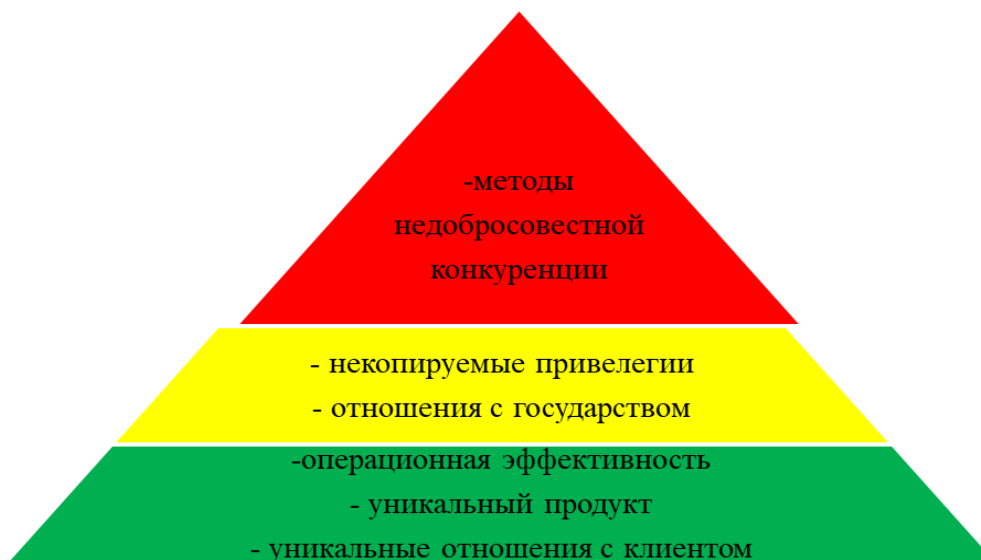 -методы
недобросовестной
конкуренции
- некопируемые привелегии
- отношения с государством
-операционная эффективность
- уникальный продукт
- уникальные отношения с клиентом